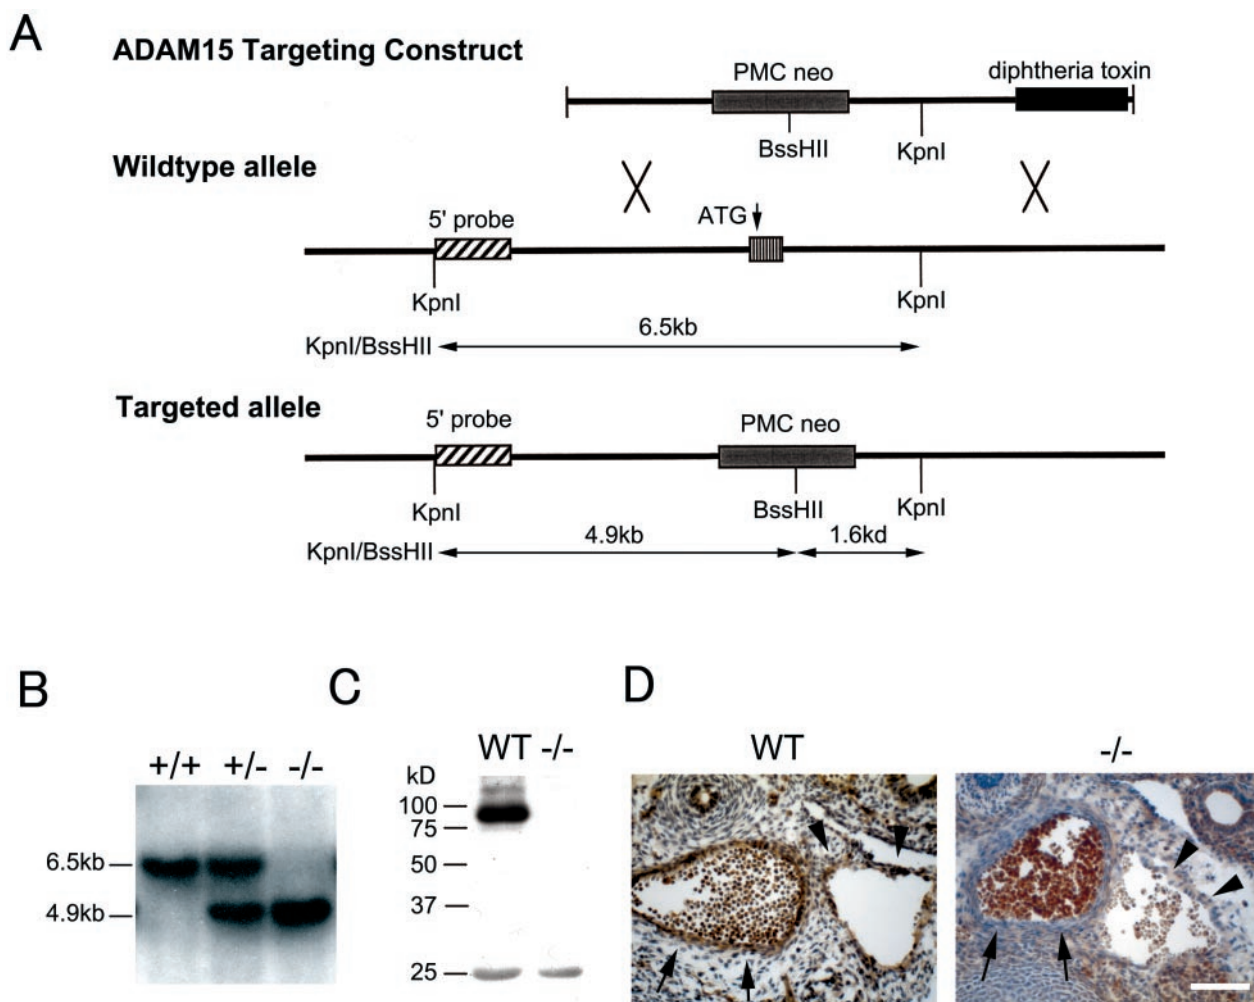 A
ADAM15 Targeting Construct
PMC neo
diphtheria toxin
BssHII
KpnI
Wildtype allele
ATG
5' probe
KpnI
KpnI
6.5kb
KpnI/BssHII
Targeted allele
5' probe
PMC neo
KpnI
BssHII
KpnI
4.9kb
1.6kd
KpnI/BssHII
B
+/+ +/- -/-
6.5kb
4.9kb
C
WT -/-
kD
100
75
50
37
25
D
WT
-/-